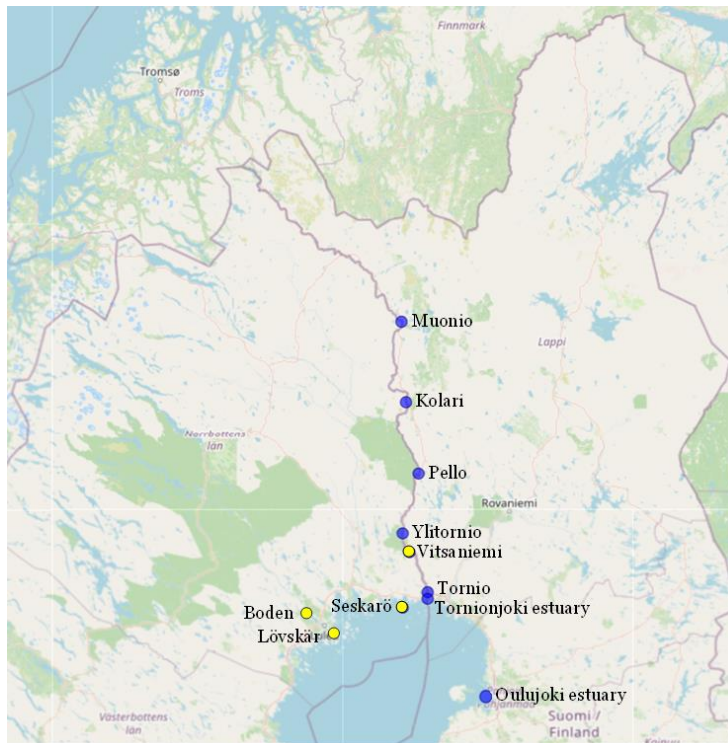 Finnmark
Tromsø
Troms
Muonio
Lappi
Kolari
Norrbottens
län
Pello
Rovaniemi
Ylitornio
Vitsaniemi
Tornio
Seskarö
Tornionjoki estuary
Boden
Lövskär
Oulujoki estuary
Västerbottens
län
Suomi /
Finland
Kainuu